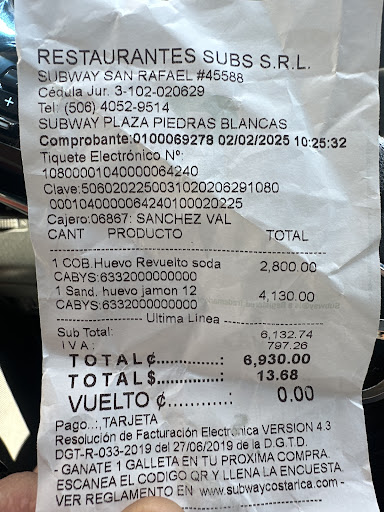 RESTAURANTES SUBS S.R.L.
SUBWAY SAN RAFAEL #45588
Cédula Jur. 3-102-020629
Tel: (506) 4052-9514
SUBWAY PLAZA PIEDRAS BLANCAS
Comprobante:0100069278 02/02/2025 10:25:32
Tiquete Electrónico Nº:
10800001040000064240
Clave:5060202250031020206291080
0001040000064240100020225
Cajero:06867: SANCHEZ VAL
CANT PRODUCTO TOTAL
1 COB.Huevo Revuelto soda 2,800.00
CABYS:6332000000000
1 Sand. huevo jamon 12 4,130.00
CABYS:6332000000000
Ultima Linea
Sub Total: 6,132.74
IVA: 797.26
TOTAL ₡..............: 6,930.00
TOTAL $..............: 13.68
VUELTO ₡...........: 0.00
Pago..:,TARJETA
Resolución de Facturación Electrónica VERSION 4.3
DGT-R-033-2019 del 27/06/2019 de la D.G.T.D.
- GANATE 1 GALLETA EN TU PROXIMA COMPRA
ESCANEA EL CODIGO QR Y LLENA LA ENCUESTA
- VER REGLAMENTO EN www.subwaycostarica.com -